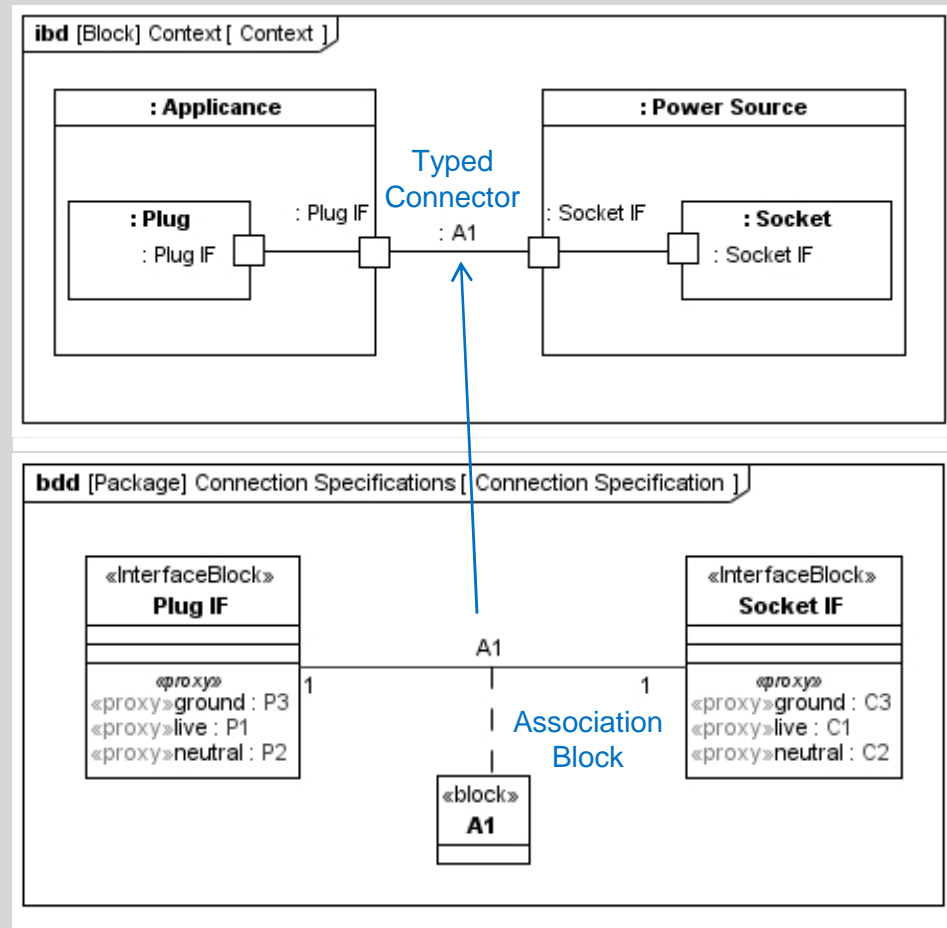 ibd [Block] Context [ Context ]
: Applicance
: Power Source
Typed
Connector
: Plug IF
: Socket IF
: A1
: Plug
: Plug IF
: Socket
: Socket IF
bdd [Package] Connection Specifications [ Connection Specification ]
«InterfaceBlock»
Plug IF
«proxy»
«proxy»ground : P3
«proxy»live : P1
«proxy»neutral : P2
A1
1
1
Association
Block
«block»
A1
«InterfaceBlock»
Socket IF
«proxy»
«proxy»ground : C3
«proxy»live : C1
«proxy»neutral : C2